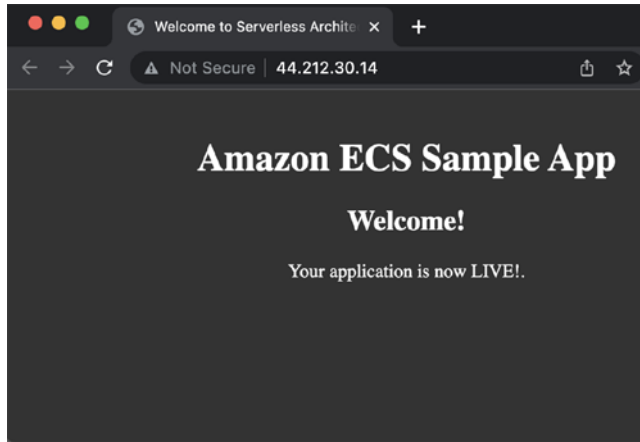 Welcome to Serverless Archite
Not Secure | 44.212.30.14
Amazon ECS Sample App
Welcome!
Your application is now LIVE!.